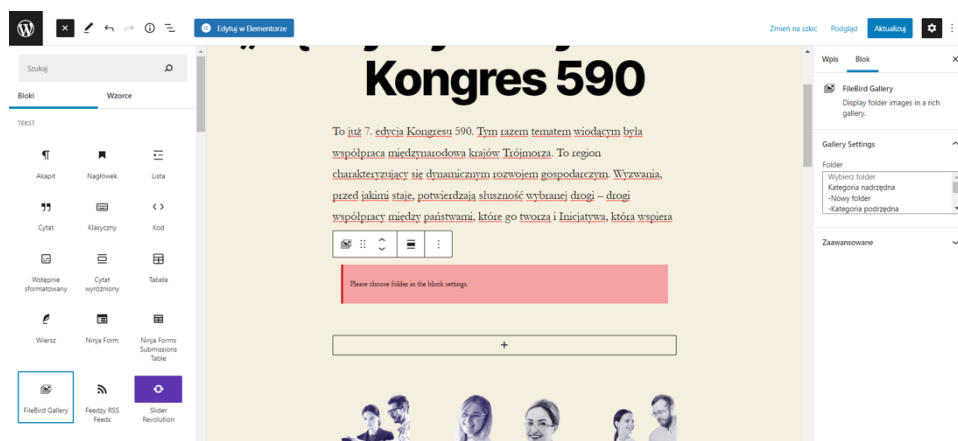 Edytuj w Elementorze
Zmień na szkic
Podgląd
Aktualizuj
Szukaj
Bloki
Wzorce
TEKST
Akapit
Nagłówek
Lista
Cytat
Klasyczny
Kod
Wstępnie
sformatowany
Cytat
wyróżniony
Tabela
Wiersz
Ninja Form
Ninja Forms
Submissions
Table
FileBird Gallery
Feedzy RSS
Feeds
Slider
Revolution
Kongres 590
To już 7. edycja Kongresu 590. Tym razem tematem wiodącym była
współpraca międzynarodowa krajów Trójmorza. To region
charakteryzujący się dynamicznym rozwojem gospodarczym. Wyzwania,
przed jakimi staje, potwierdzają słuszność wybranej drogi – drogi
współpracy między państwami, które go tworzą i Inicjatywa, która wspiera
Please choose folder in the block settings.
Wpis
Blok
FileBird Gallery
Display folder images in a rich
gallery.
Gallery Settings
Folder
Wybierz folder
Kategoria nadrzędna
-Nowy folder
-Kategoria podrzędna
Zaawansowane